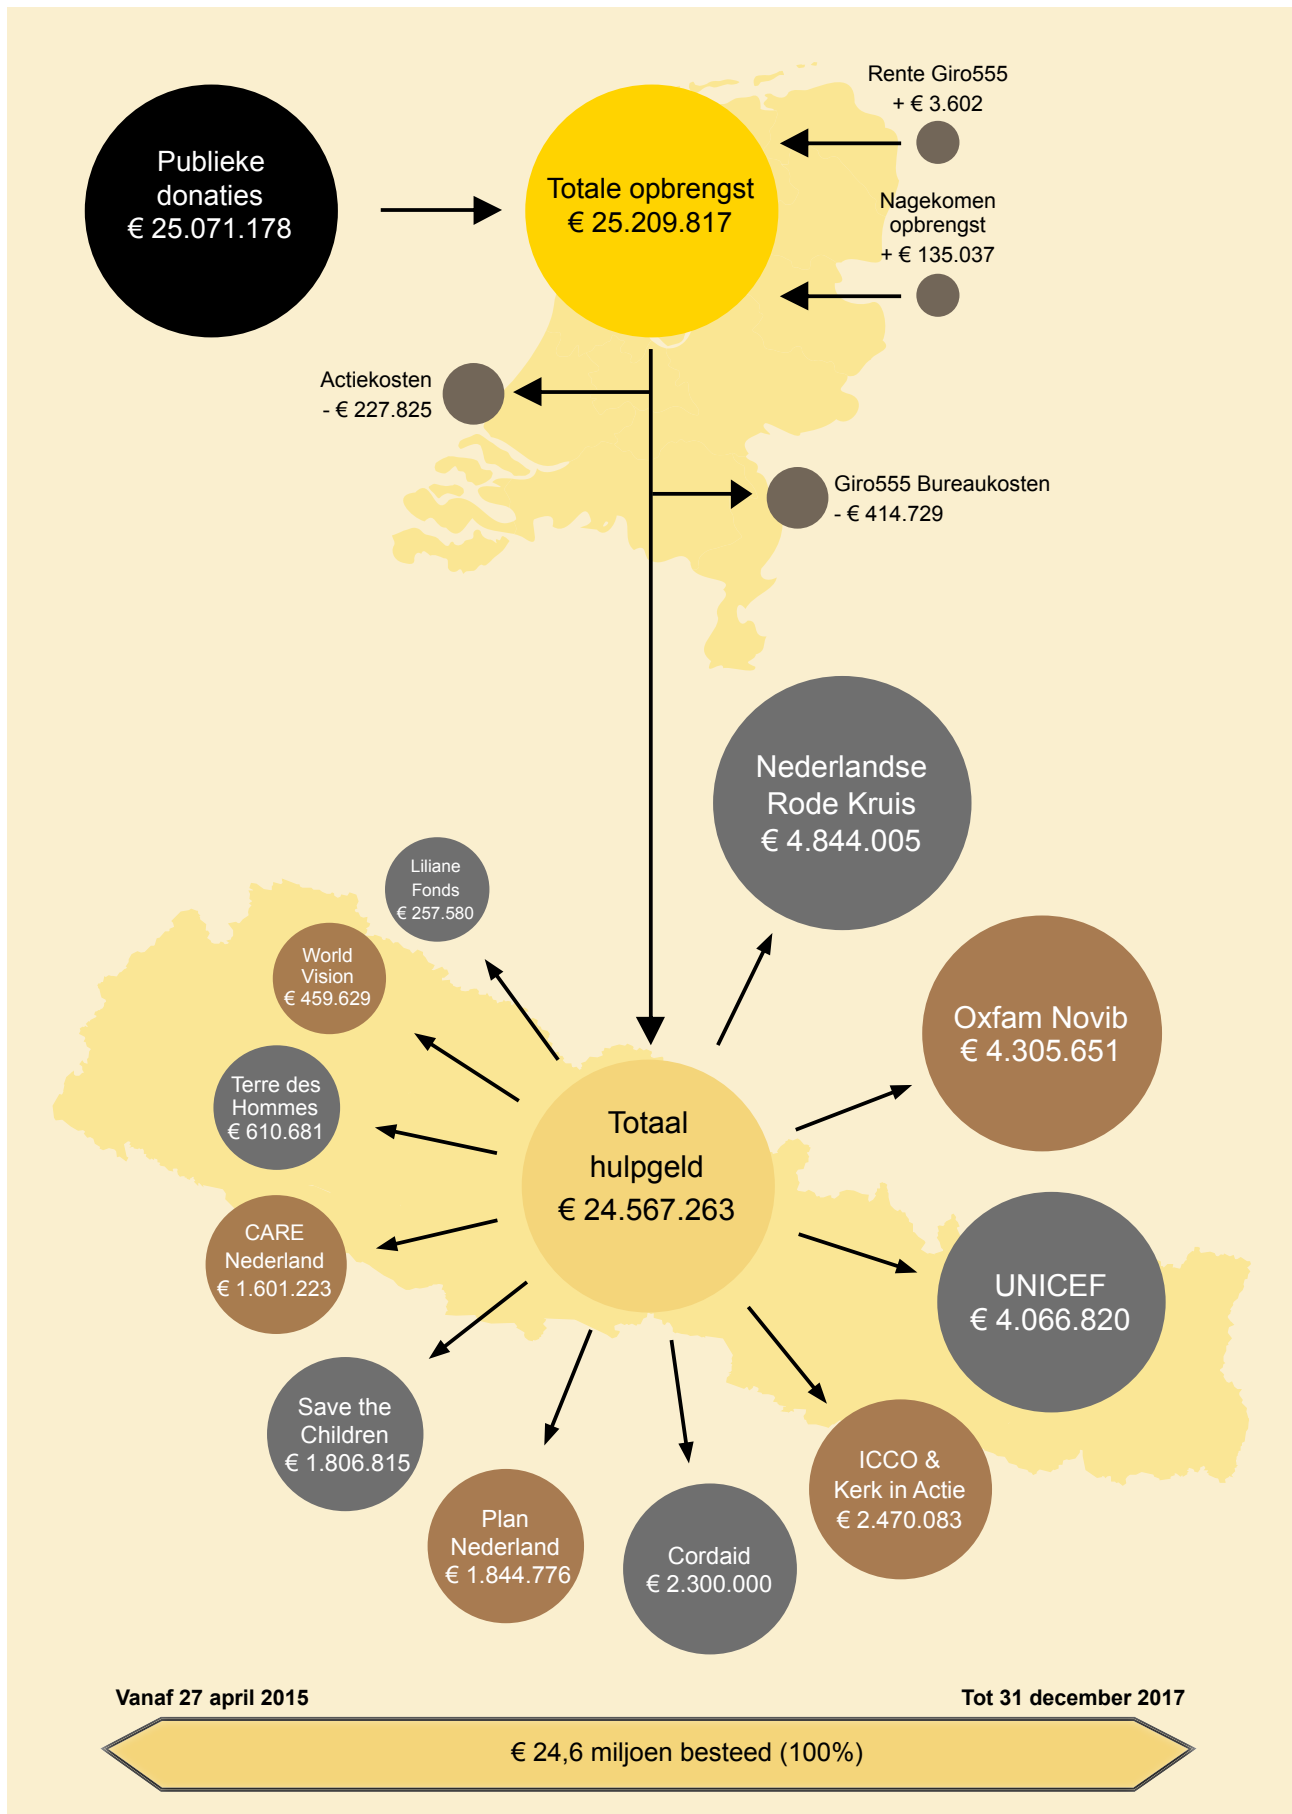 Publieke
donaties
€ 25.071.178
Totale opbrengst
€ 25.209.817
Rente Giro555
+ € 3.602
Nagekomen
opbrengst
+ € 135.037
Actiekosten
- € 227.825
Giro555 Bureaukosten
- € 414.729
Nederlandse
Rode Kruis
€ 4.844.005
Liliane
Fonds
€ 257.580
World
Vision
€ 459.629
Oxfam Novib
€ 4.305.651
Terre des
Hommes
€ 610.681
Totaal
hulpgeld
€ 24.567.263
CARE
Nederland
€ 1.601.223
UNICEF
€ 4.066.820
Save the
Children
€ 1.806.815
ICCO &
Kerk in Actie
€ 2.470.083
Plan
Nederland
€ 1.844.776
Cordaid
€ 2.300.000
Vanaf 27 april 2015
Tot 31 december 2017
€ 24,6 miljoen besteed (100%)